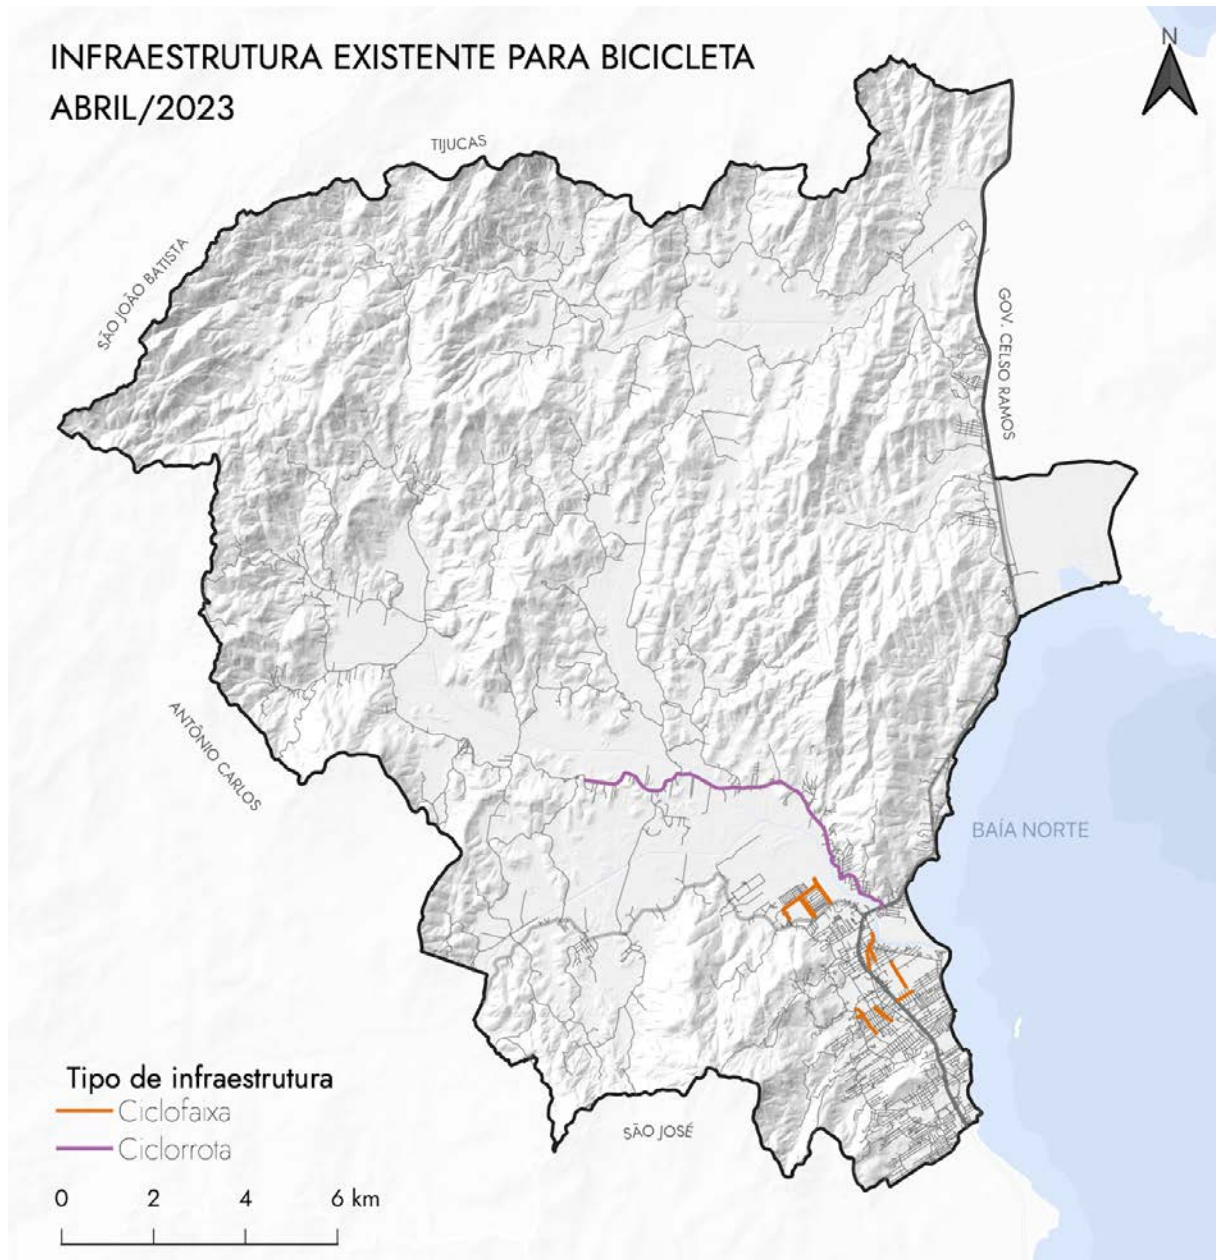 INFRAESTRUTURA EXISTENTE PARA BICICLETA
ABRIL/2023
N
TIJUCAS
SÃO JOÃO BATISTA
GOV. CELSO RAMOS
ANTÔNIO CARLOS
BAÍA NORTE
SÃO JOSÉ
Tipo de infraestrutura
Ciclofaixa
Ciclorrota
0 2 4 6 km